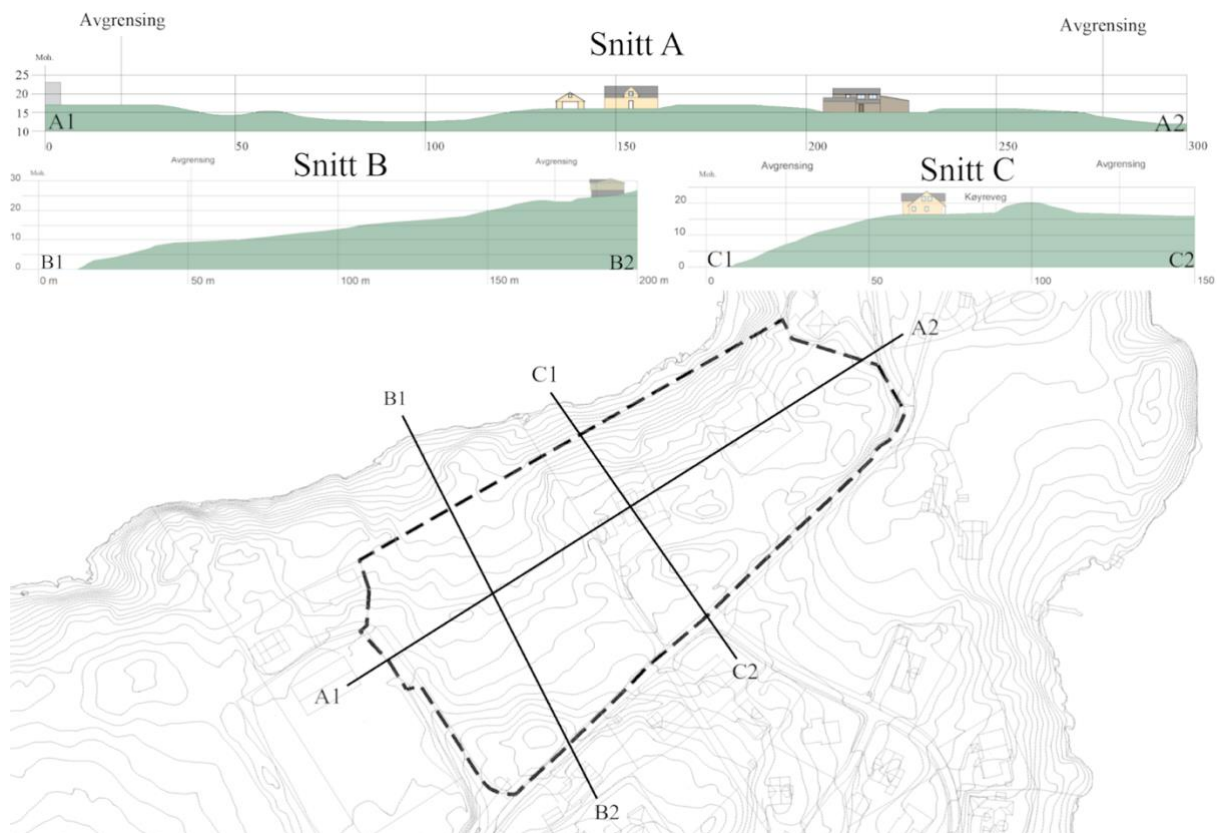 Avgrensing
Avgrensing
Snitt A
Moh.
25
20
15
10
A1
A2
0
50
100
150
200
250
300
Avgrensing
Snitt B
Avgrensing
Moh.
30
20
10
0
B1
B2
0 m
50 m
100 m
150 m
200 m
Avgrensing
Snitt C
Avgrensing
Moh.
Køyreveg
20
10
0
C1
C2
0
50
100
150
A2
C1
B1
A1
C2
B2